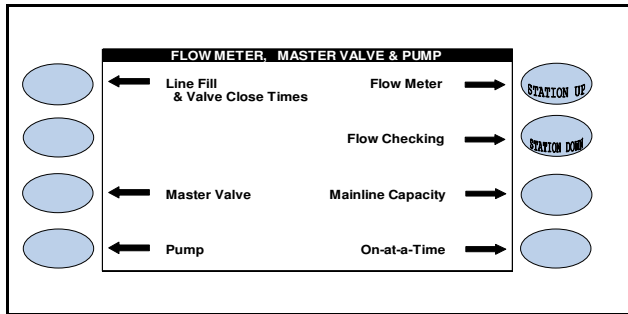 FLOW METER, MASTER VALVE & PUMP
Line Fill
& Valve Close Times
Flow Meter
STATION UP
Flow Checking
STATION DOWN
Master Valve
Mainline Capacity
Pump
On-at-a-Time